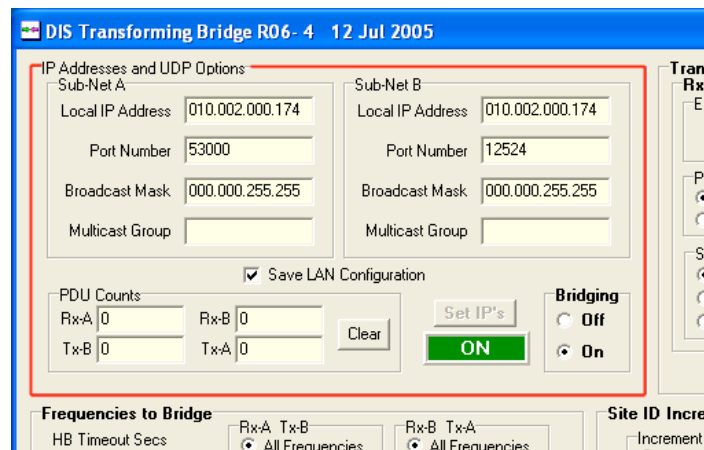 DIS Transforming Bridge R06- 4 12 Jul 2005
IP Addresses and UDP Options
Sub-Net A
Sub-Net B
Local IP Address 010.002.000.174
Local IP Address 010.002.000.174
Port Number 53000
Port Number 12524
Broadcast Mask 000.000.255.255
Broadcast Mask 000.000.255.255
Multicast Group
Multicast Group
Save LAN Configuration
PDU Counts
Rx-A 0
Rx-B 0
Tx-B 0
Tx-A 0
Clear
Set IP's
ON
Bridging
Off
On
Tran
Rx
E
P
S
Frequencies to Bridge
HB Timeout Secs
Rx-A Tx-B
All Frequencies
Rx-B Tx-A
All Frequencies
Site ID Incre
Increment